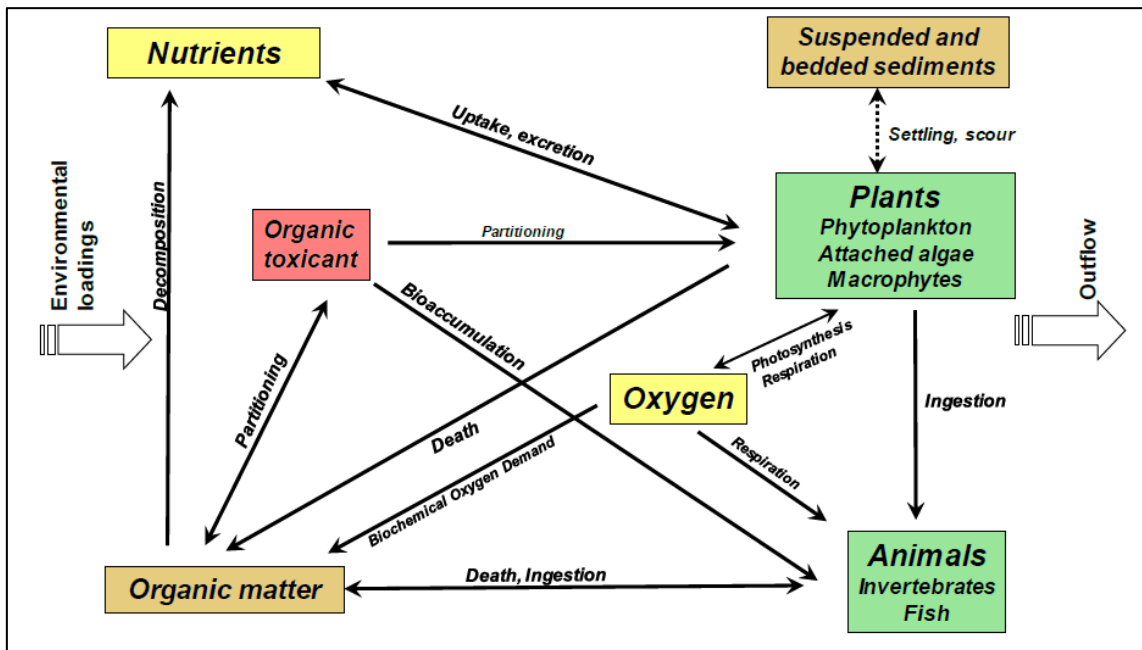 Nutrients
Suspended and
bedded sediments
Uptake, excretion
Settling, scour
Environmental
loadings
Decomposition
Organic
toxicant
Partitioning
Plants
Phytoplankton
Attached algae
Macrophytes
Outflow
Bioaccumulation
Partitioning
Photosynthesis
Respiration
Oxygen
Ingestion
Death
Biochemical Oxygen Demand
Respiration
Organic matter
Death, Ingestion
Animals
Invertebrates
Fish